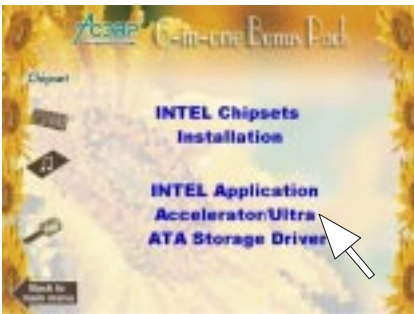 ACORP 6-in-one Bonus Pack
Chipset
INTEL Chipsets
Installation
INTEL Application
Accelerator/Ultra
ATA Storage Driver
Back to
main menu